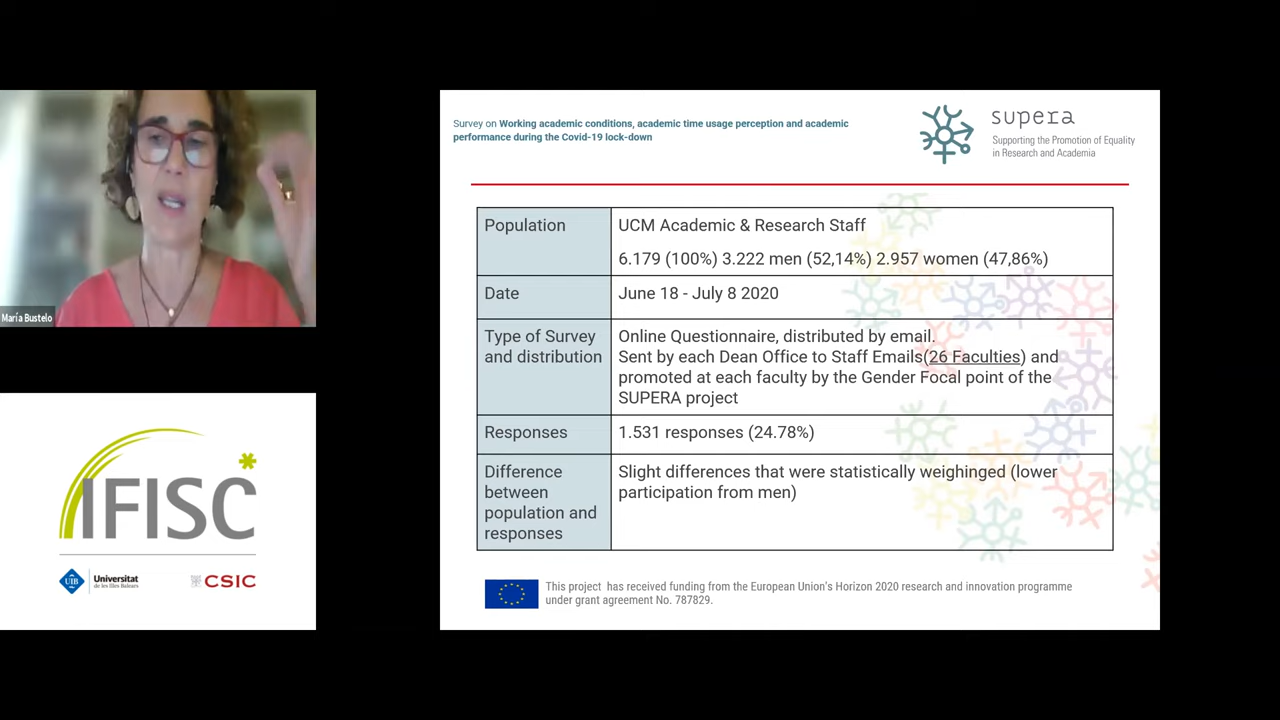 María Bustelo
IFISC
UIB
Universitat
de les Illes Balears
CSIC
Survey on Working academic conditions, academic time usage perception and academic
performance during the Covid-19 lock-down
supera
Supporting the Promotion of Equality
in Research and Academia
Population
UCM Academic & Research Staff
6.179 (100%) 3.222 men (52,14%) 2.957 women (47,86%)
Date
June 18 - July 8 2020
Type of Survey
and distribution
Online Questionnaire, distributed by email.
Sent by each Dean Office to Staff Emails(26 Faculties) and
promoted at each faculty by the Gender Focal point of the
SUPERA project
Responses
1.531 responses (24.78%)
Difference
between
population and
responses
Slight differences that were statistically weighinged (lower
participation from men)
This project  has received funding from the European Union's Horizon 2020 research and innovation programme
under grant agreement No. 787829.